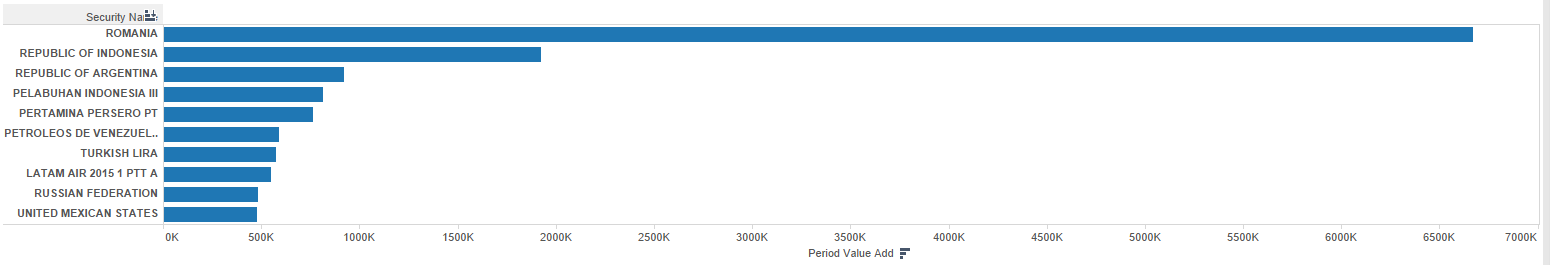 Security Na
ROMANIA
REPUBLIC OF INDONESIA
REPUBLIC OF ARGENTINA
PELABUHAN INDONESIA III
PERTAMINA PERSERO PT
PETROLEOS DE VENEZUEL..
TURKISH LIRA
LATAM AIR 2015 1 PTT A
RUSSIAN FEDERATION
UNITED MEXICAN STATES
0K 500K 1000K 1500K 2000K 2500K 3000K 3500K 4000K 4500K 5000K 5500K 6000K 6500K 7000K
Period Value Add